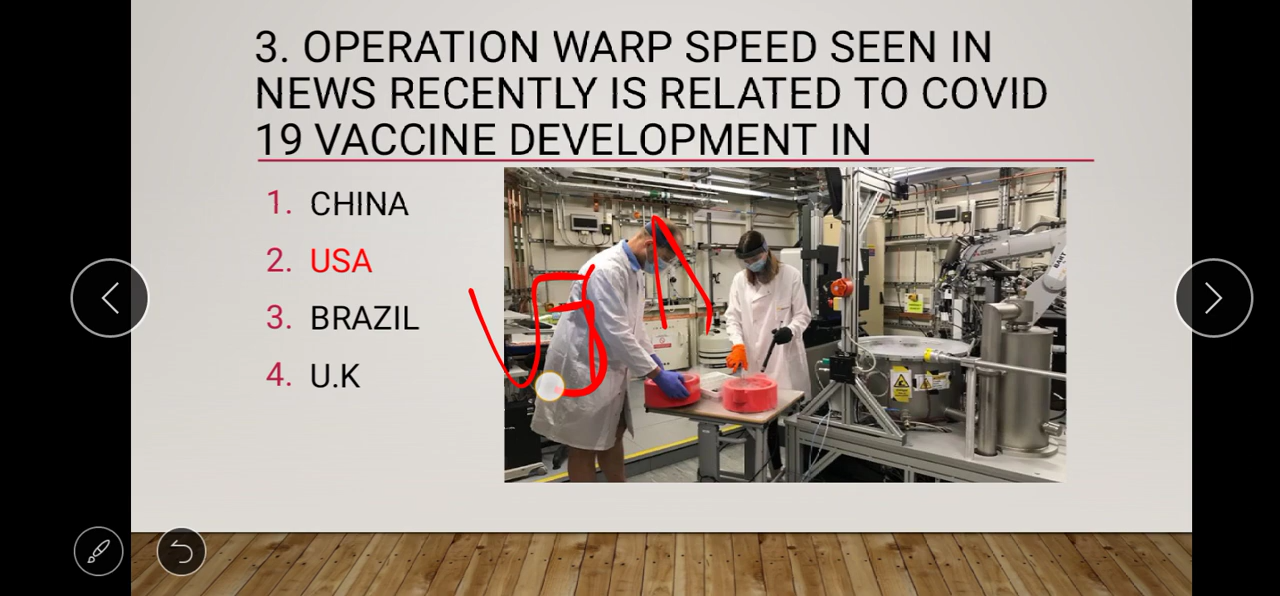 3. OPERATION WARP SPEED SEEN IN
NEWS RECENTLY IS RELATED TO COVID
19 VACCINE DEVELOPMENT IN
1. CHINA
2. USA
3. BRAZIL
4. U.K